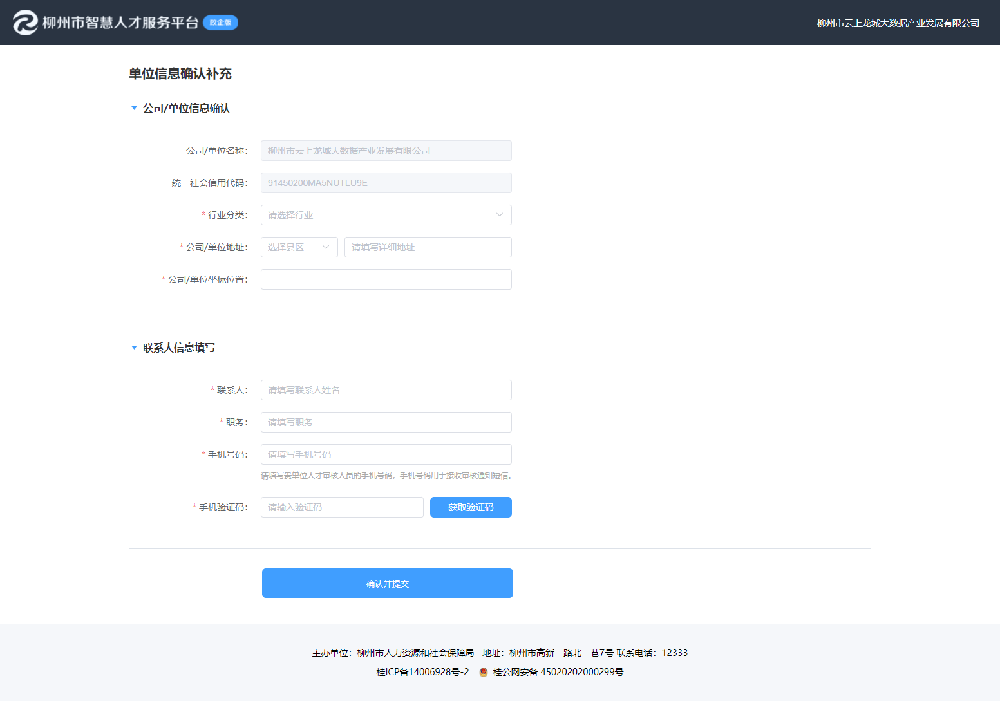 柳州市智慧人才服务平台 政企版
柳州市云上龙城大数据产业发展有限公司
单位信息确认补充
公司/单位信息确认
公司/单位名称： 柳州市云上龙城大数据产业发展有限公司
统一社会信用代码： 91450200MA5NUTLU9E
* 行业分类： 请选择行业
* 公司/单位地址： 选择县区 请填写详细地址
* 公司/单位坐标位置：
联系人信息填写
* 联系人： 请填写联系人姓名
* 职务： 请填写职务
* 手机号码： 请填写手机号码
请填写贵单位人才审核人员的手机号码，手机号码用于接收审核通知短信。
* 手机验证码： 请输入验证码 获取验证码
确认并提交
主办单位：柳州市人力资源和社会保障局 地址：柳州市高新一路北一巷7号 联系电话：12333
桂ICP备14006928号-2 桂公网安备 45020202000299号